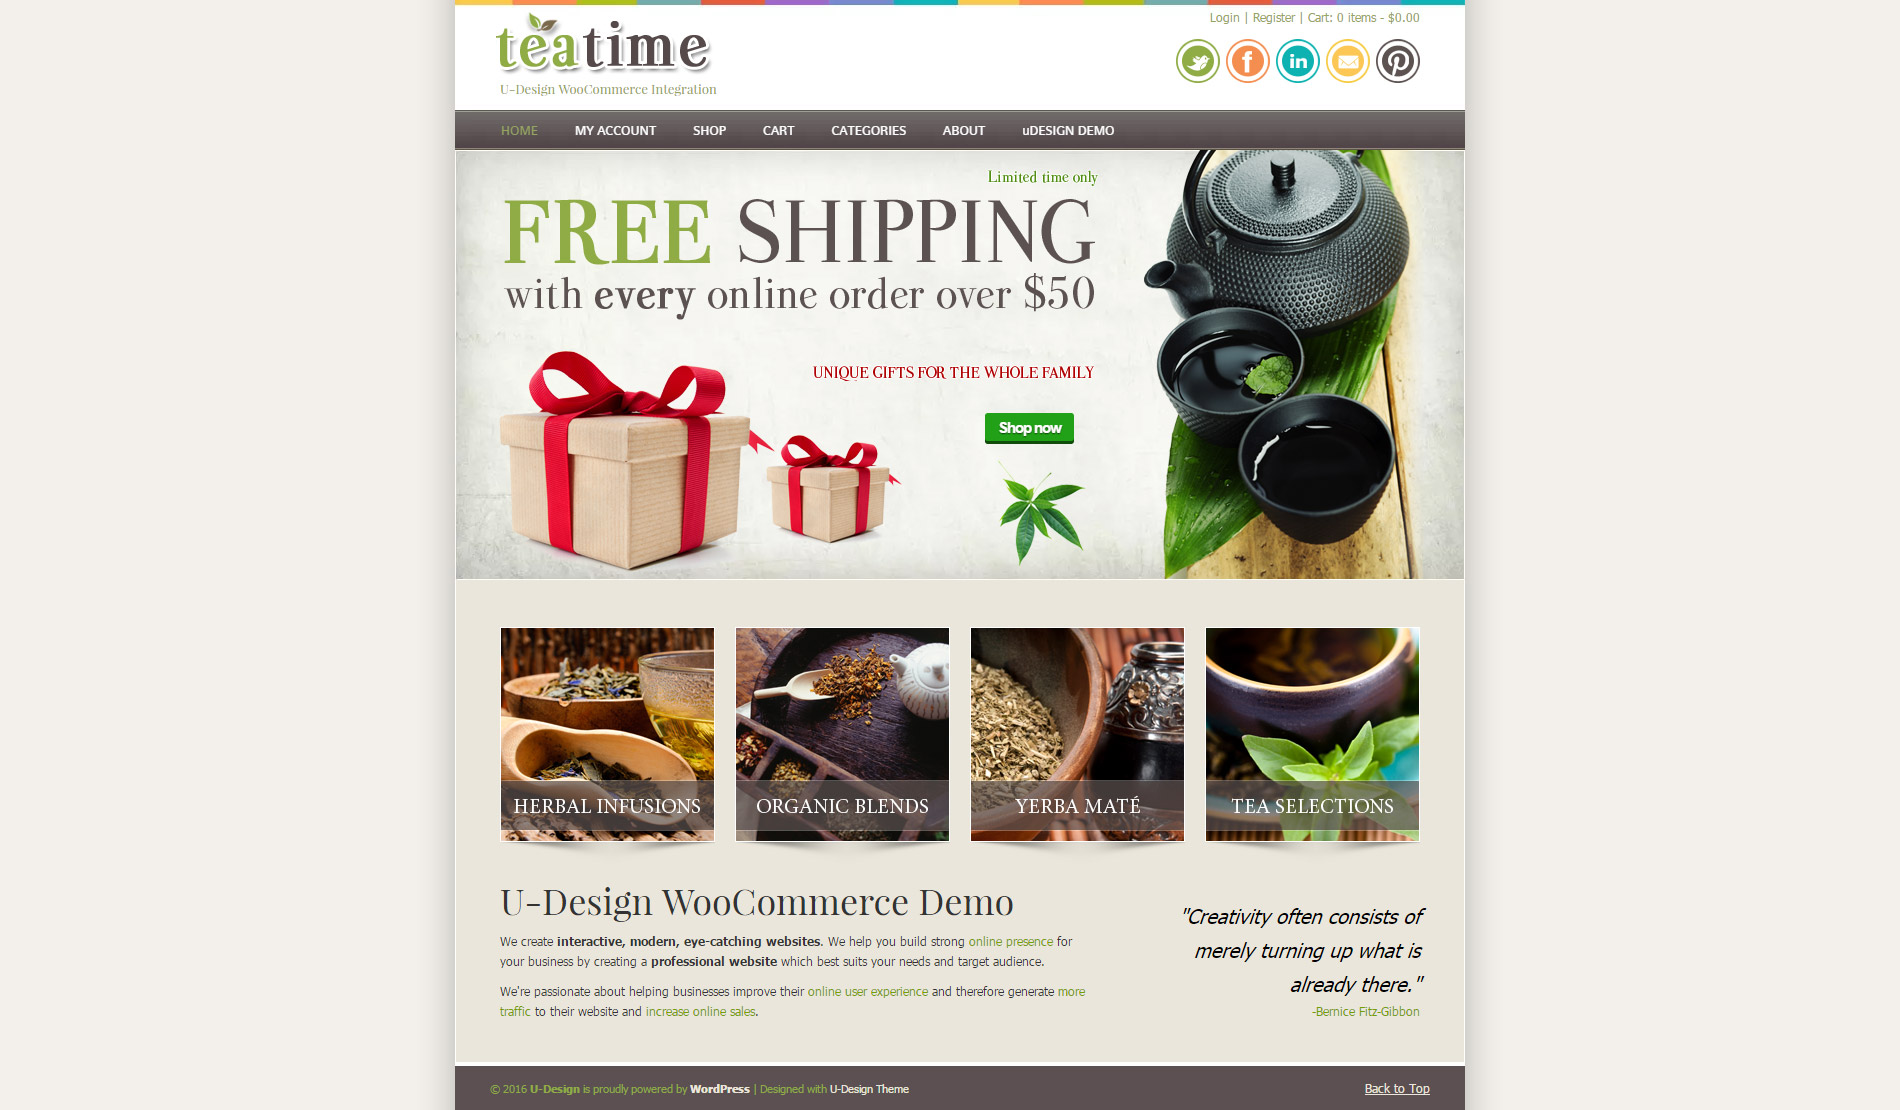 Login | Register | Cart: 0 items - $0.00
teatime
U-Design WooCommerce Integration
HOME MY ACCOUNT SHOP CART CATEGORIES ABOUT uDESIGN DEMO
Limited time only
FREE SHIPPING
with every online order over $50
UNIQUE GIFTS FOR THE WHOLE FAMILY
Shop now
HERBAL INFUSIONS
ORGANIC BLENDS
YERBA MATÉ
TEA SELECTIONS
U-Design WooCommerce Demo
We create interactive, modern, eye-catching websites. We help you build strong online presence for
your business by creating a professional website which best suits your needs and target audience.
We're passionate about helping businesses improve their online user experience and therefore generate more
traffic to their website and increase online sales.
"Creativity often consists of
merely turning up what is
already there."
-Bernice Fitz-Gibbon
© 2016 U-Design is proudly powered by WordPress | Designed with U-Design Theme
Back to Top